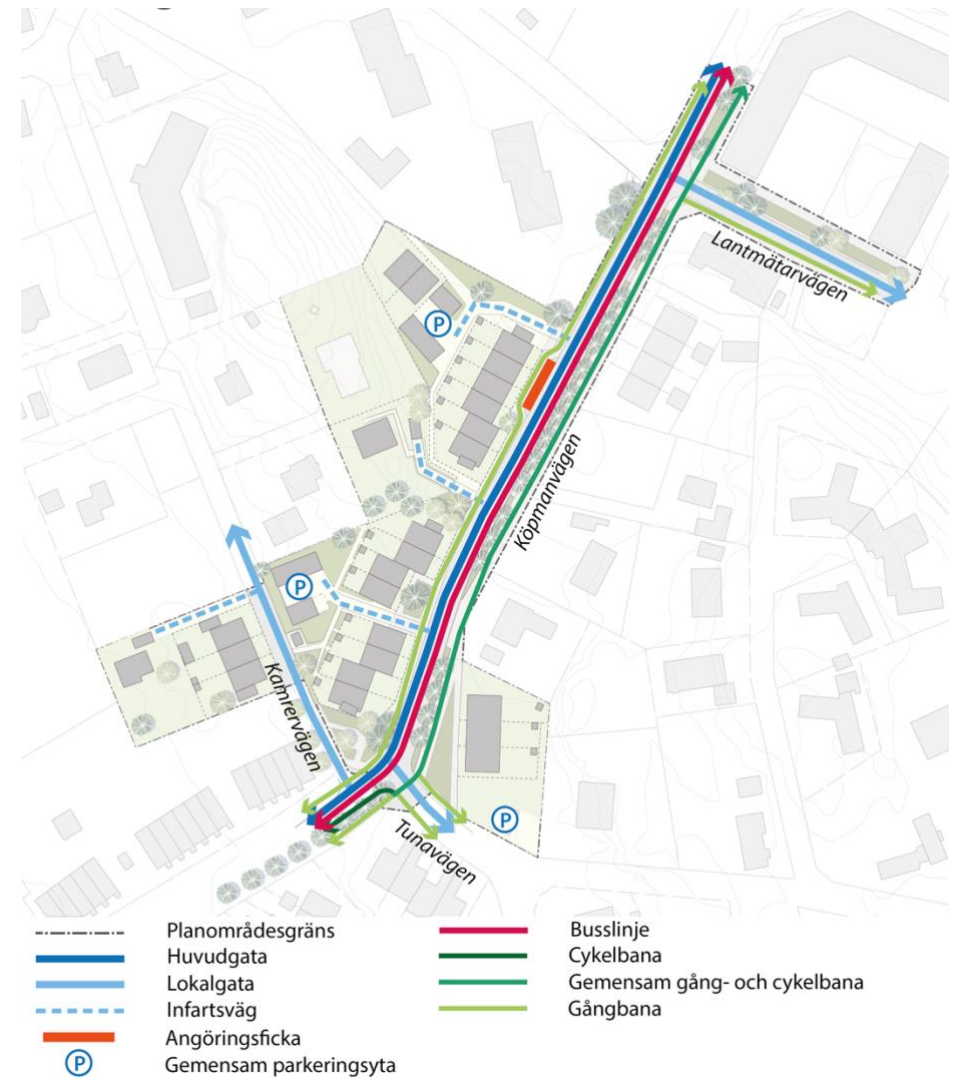 Lantmätarvägen
P
Köpmanvägen
P
Kamrervägen
P
Tunavägen
Planområdesgräns
Huvudgata
Lokalgata
Infartsväg
Angöringsficka
P
Gemensam parkeringsyta
Busslinje
Cykelbana
Gemensam gång- och cykelbana
Gångbana